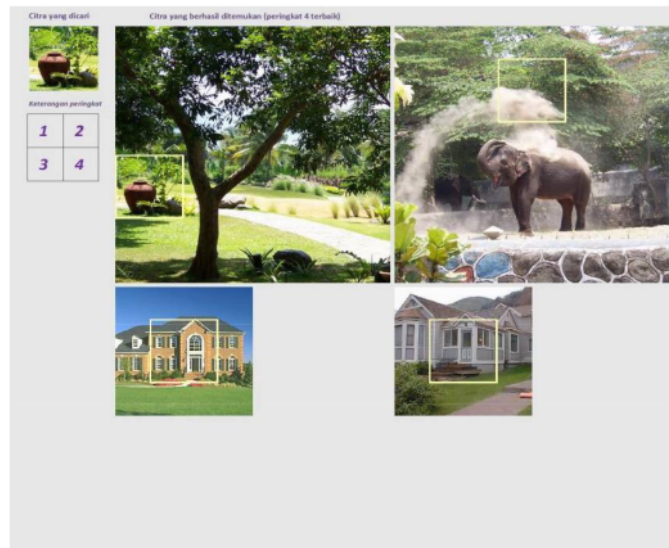 Citra yang dicari
Citra yang berhasil ditemukan (peringkat 4 terbaik)
Keterangan peringkat
1 2
3 4